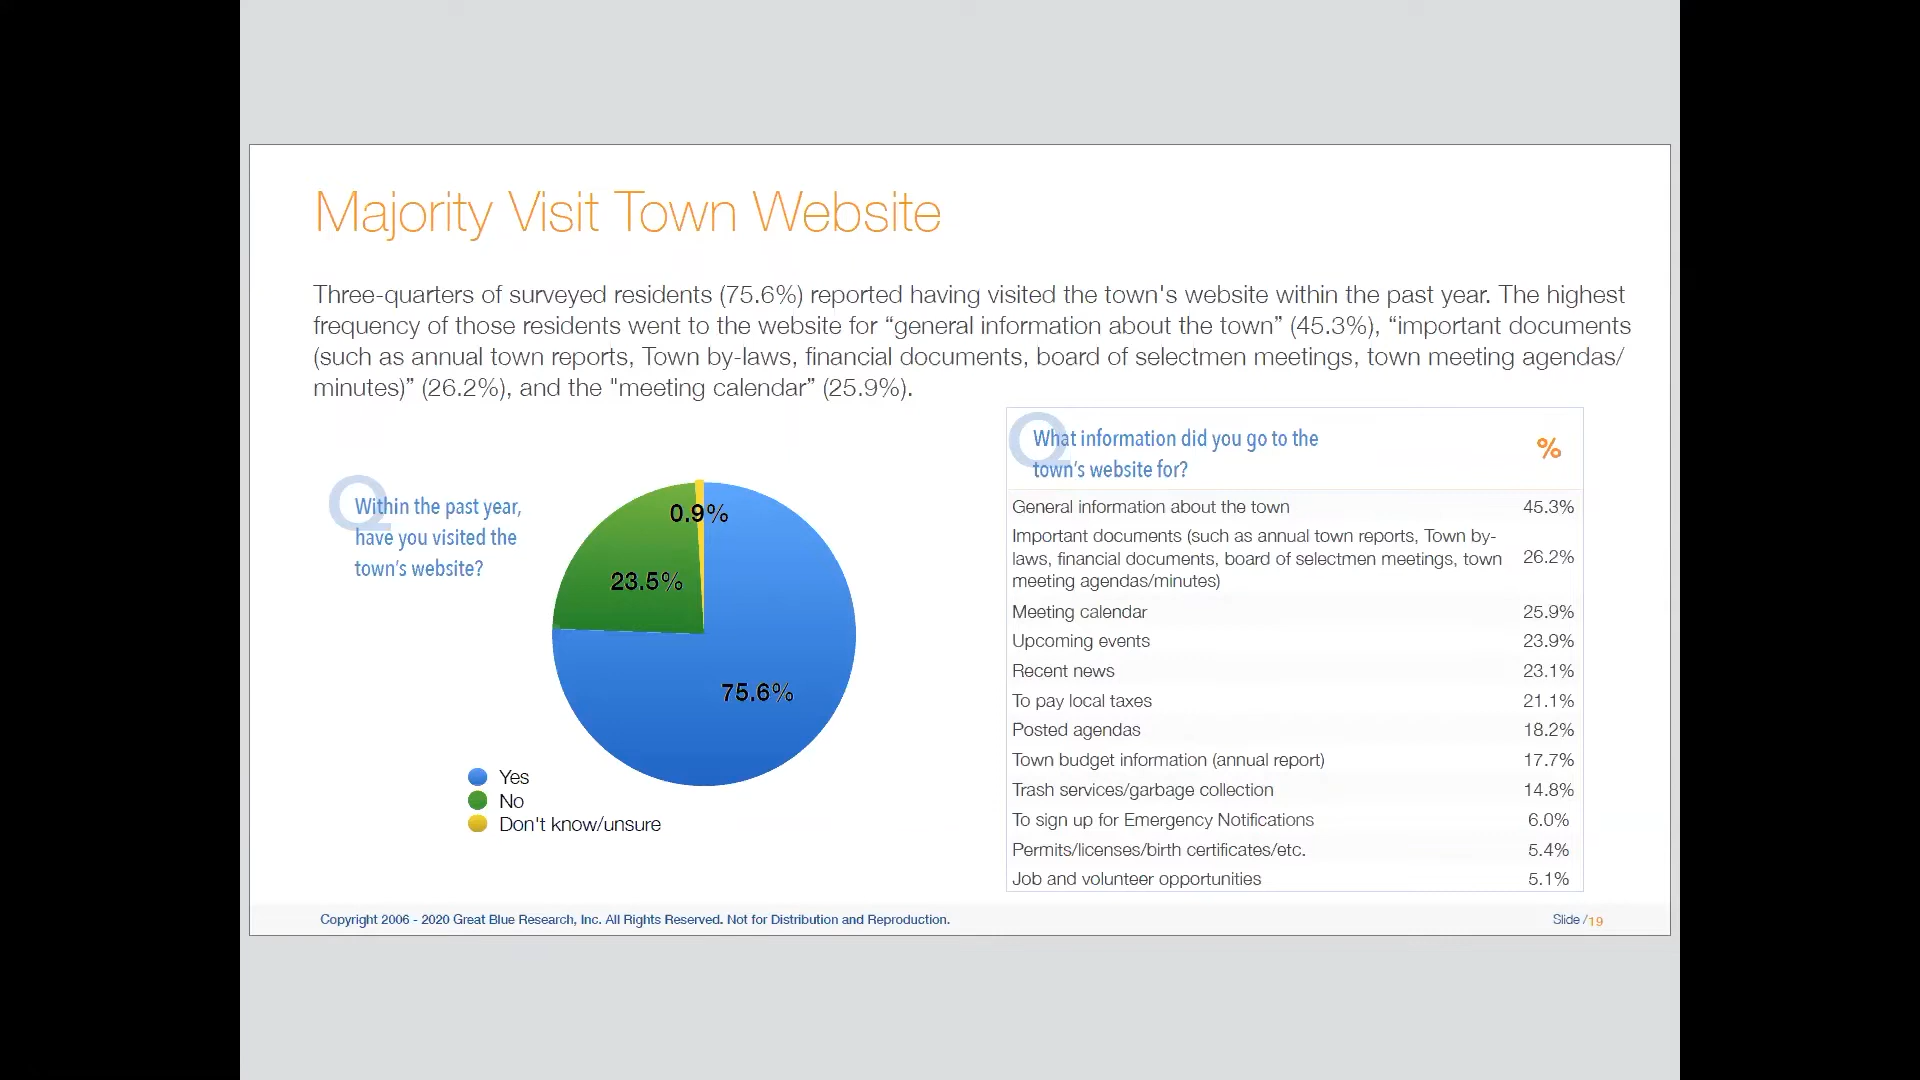 Majority Visit Town Website
Three-quarters of surveyed residents (75.6%) reported having visited the town's website within the past year. The highest
frequency of those residents went to the website for “general information about the town” (45.3%), “important documents
(such as annual town reports, Town by-laws, financial documents, board of selectmen meetings, town meeting agendas/
minutes)” (26.2%), and the "meeting calendar” (25.9%).
Q
Within the past year,
have you visited the
town’s website?
0.9%
23.5%
75.6%
Yes
No
Don't know/unsure
Q
What information did you go to the
town’s website for?
%
General information about the town 45.3%
Important documents (such as annual town reports, Town by-
laws, financial documents, board of selectmen meetings, town 26.2%
meeting agendas/minutes)
Meeting calendar 25.9%
Upcoming events 23.9%
Recent news 23.1%
To pay local taxes 21.1%
Posted agendas 18.2%
Town budget information (annual report) 17.7%
Trash services/garbage collection 14.8%
To sign up for Emergency Notifications 6.0%
Permits/licenses/birth certificates/etc. 5.4%
Job and volunteer opportunities 5.1%
Copyright 2006 - 2020 Great Blue Research, Inc. All Rights Reserved. Not for Distribution and Reproduction.
Slide /19